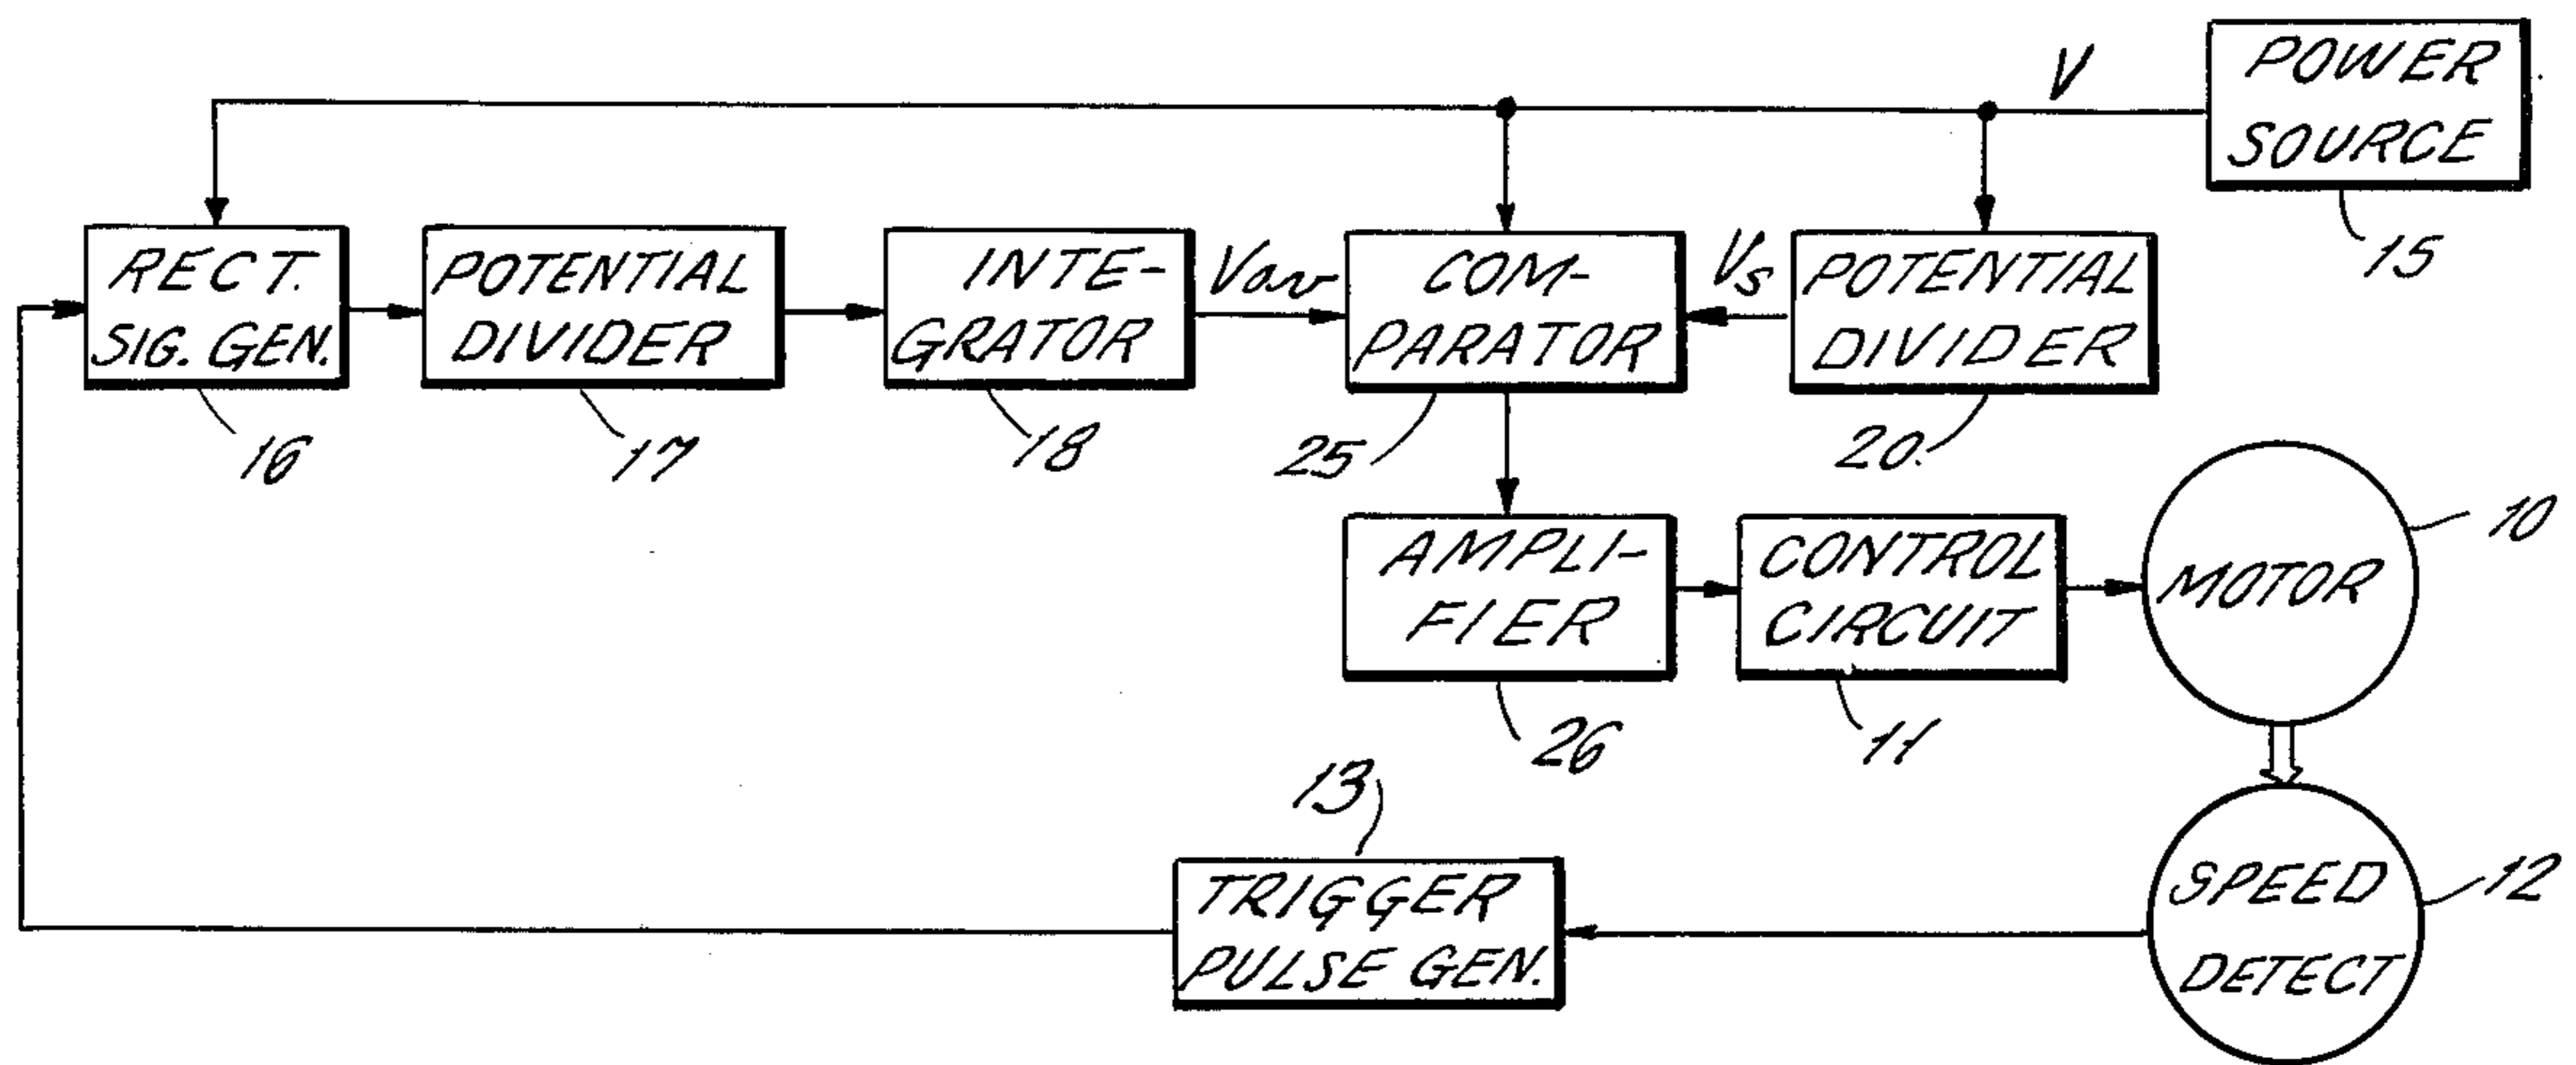 V
POWER
SOURCE
15
RECT.
SIG. GEN.
16
POTENTIAL
DIVIDER
17
INTE-
GRATOR
18
Vav
COM-
PARATOR
25
Vs
POTENTIAL
DIVIDER
20
AMPLI-
FIER
26
CONTROL
CIRCUIT
11
MOTOR
10
13
TRIGGER
PULSE GEN.
SPEED
DETECT
12